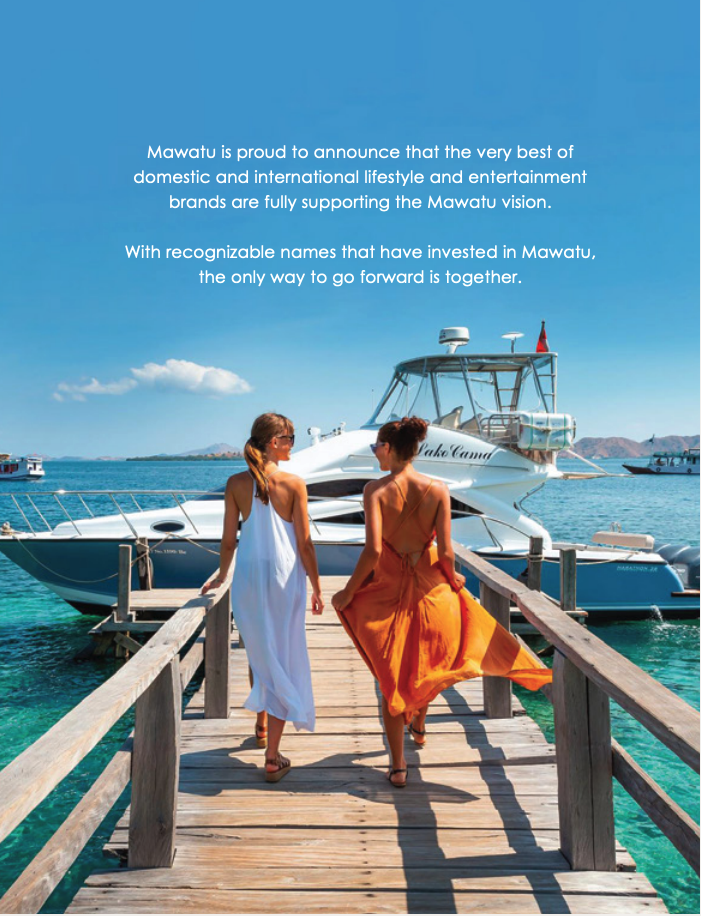 Mawatu is proud to announce that the very best of
domestic and international lifestyle and entertainment
brands are fully supporting the Mawatu vision.
With recognizable names that have invested in Mawatu,
the only way to go forward is together.
Lake Cama